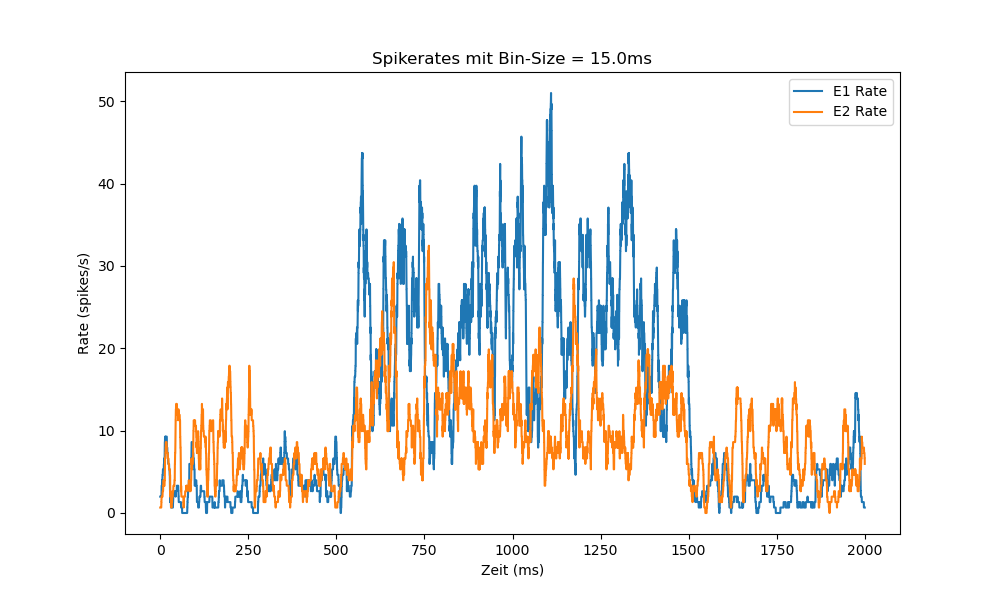 Spikerates mit Bin-Size = 15.0ms
E1 Rate
E2 Rate
50
40
30
20
10
0
Rate (spikes/s)
0 250 500 750 1000 1250 1500 1750 2000
Zeit (ms)